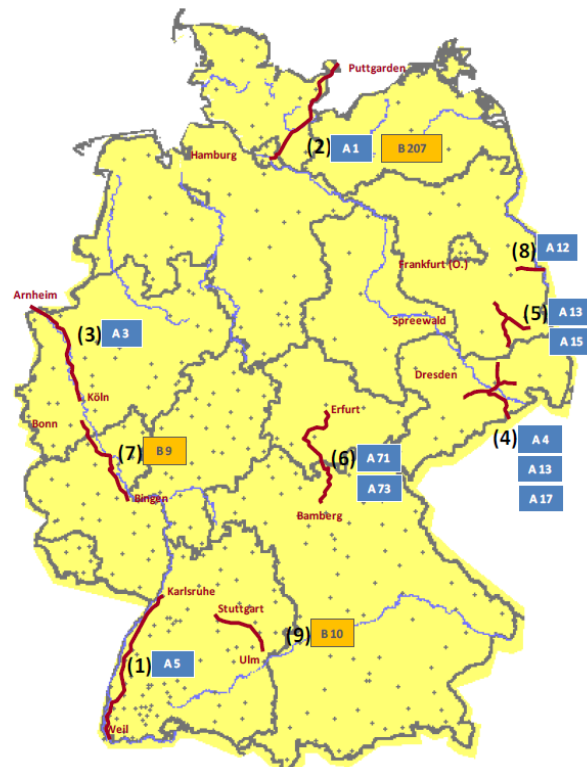 Puttgarden
Hamburg
(2) A 1 B 207
(8) A 12
Frankfurt (O.)
Arnheim
(5) A 13
(3) A 3
Spreewald
A 15
Dresden
Köln
Erfurt
Bonn
(4) A 4
(7) B 9
(6) A 71
A 13
A 73
Bingen
A 17
Bamberg
Karlsruhe
Stuttgart
(9) B 10
Ulm
(1) A 5
Weil